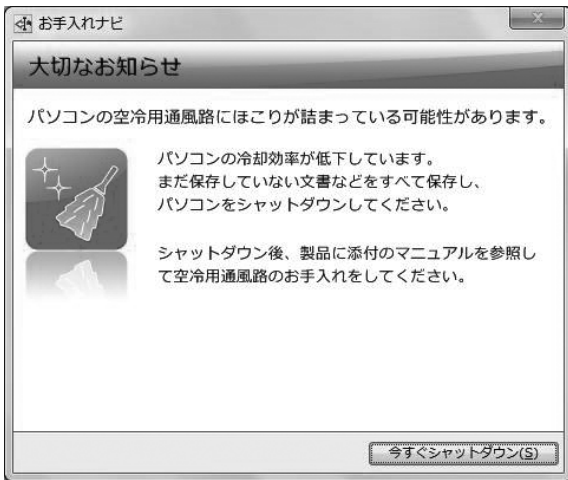 お手入れナビ
大切なお知らせ
パソコンの空冷用通風路にほこりが詰まっている可能性があります。
パソコンの冷却効率が低下しています。
まだ保存していない文書などをすべて保存し、
パソコンをシャットダウンしてください。
シャットダウン後、製品に添付のマニュアルを参照し
て空冷用通風路のお手入れをしてください。
今すぐシャットダウン(S)